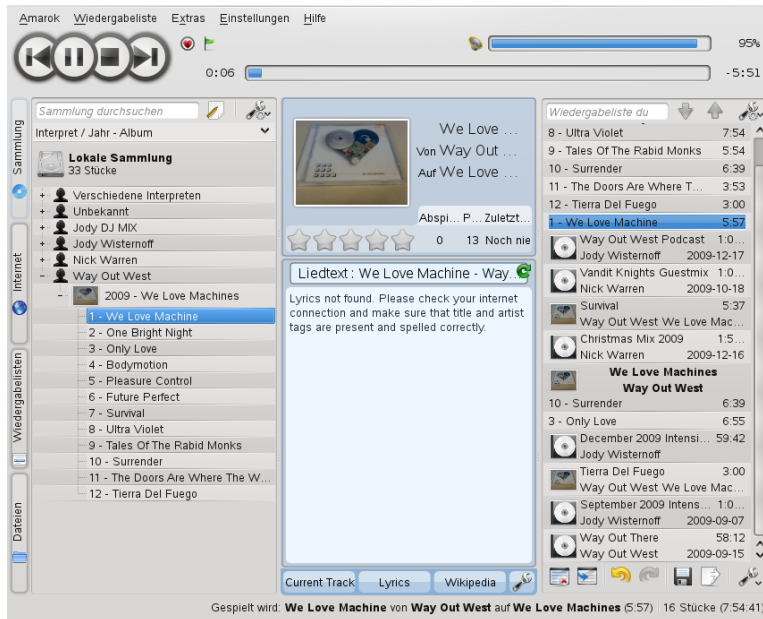 Amarok Wiedergabeliste Extras Einstellungen Hilfe
95%
0:06 -5:51
Sammlung
Internet
Wiedergabelisten
Dateien
Sammlung durchsuchen
Interpret / Jahr - Album
Lokale Sammlung
33 Stücke
Verschiedene Interpreten
Unbekannt
Jody DJ MIX
Jody Wisternoff
Nick Warren
Way Out West
2009 - We Love Machines
1 - We Love Machine
2 - One Bright Night
3 - Only Love
4 - Bodymotion
5 - Pleasure Control
6 - Future Perfect
7 - Survival
8 - Ultra Violet
9 - Tales Of The Rabid Monks
10 - Surrender
11 - The Doors Are Where The W...
12 - Tierra Del Fuego
We Love ...
Von Way Out ...
Auf We Love ...
Abspi... P... Zuletzt...
0 13 Noch nie
Liedtext : We Love Machine - Way.
Lyrics not found. Please check your internet
connection and make sure that title and artist
tags are present and spelled correctly.
Current Track Lyrics Wikipedia
Wiedergabeliste du
8 - Ultra Violet 7:54
9 - Tales Of The Rabid Monks 5:54
10 - Surrender 6:39
11 - The Doors Are Where T... 3:53
12 - Tierra Del Fuego 3:00
1 - We Love Machine 5:57
Way Out West Podcast 1:0...
Jody Wisternoff 2009-12-17
Vandit Knights Guestmix 1:0...
Nick Warren 2009-10-18
Survival 5:37
Way Out West We Love Mac...
Christmas Mix 2009 1:5...
Nick Warren 2009-12-16
We Love Machines
Way Out West
10 - Surrender 6:39
3 - Only Love 6:55
December 2009 Intensi... 59:42
Jody Wisternoff
Tierra Del Fuego 3:00
Way Out West We Love Mac...
September 2009 Intens... 1:0...
Jody Wisternoff 2009-09-07
Way Out There 58:12
Way Out West 2009-09-15
Gespielt wird: We Love Machine von Way Out West auf We Love Machines (5:57) 16 Stücke (7:54:41)